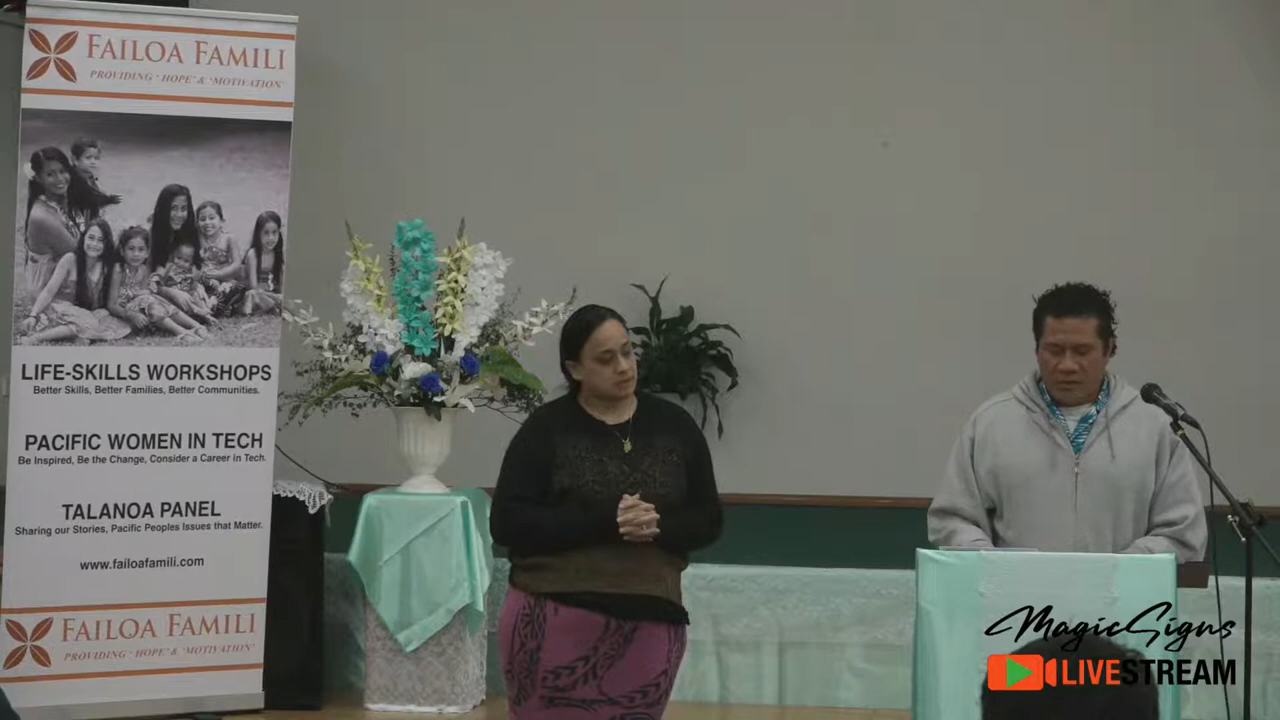 FAILOA FAMILI
PROVIDING 'HOPE' & 'MOTIVATION'
LIFE-SKILLS WORKSHOPS
Better Skills, Better Families, Better Communities.
PACIFIC WOMEN IN TECH
Be Inspired, Be the Change, Consider a Career in Tech.
TALANOA PANEL
Sharing our Stories, Pacific Peoples Issues that Matter.
www.failoafamili.com
FAILOA FAMILI
PROVIDING 'HOPE' & 'MOTIVATION'
MagicSigns
LIVESTREAM